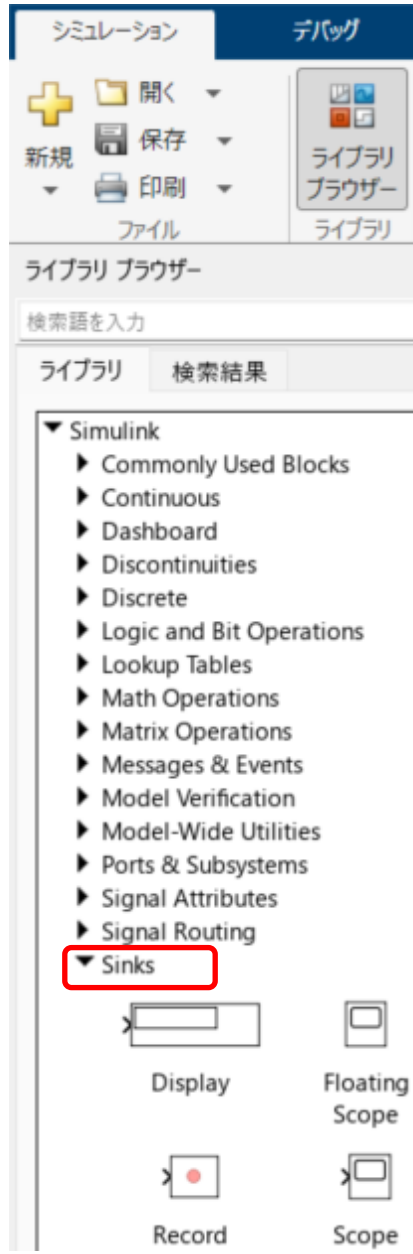 シミュレーション
デバッグ
新規
開く
保存
印刷
ファイル
ライブラリ
ブラウザー
ライブラリ
ライブラリ ブラウザー
検索語を入力
ライブラリ
検索結果
Simulink
Commonly Used Blocks
Continuous
Dashboard
Discontinuities
Discrete
Logic and Bit Operations
Lookup Tables
Math Operations
Matrix Operations
Messages & Events
Model Verification
Model-Wide Utilities
Ports & Subsystems
Signal Attributes
Signal Routing
Sinks
Display
Floating
Scope
Record
Scope